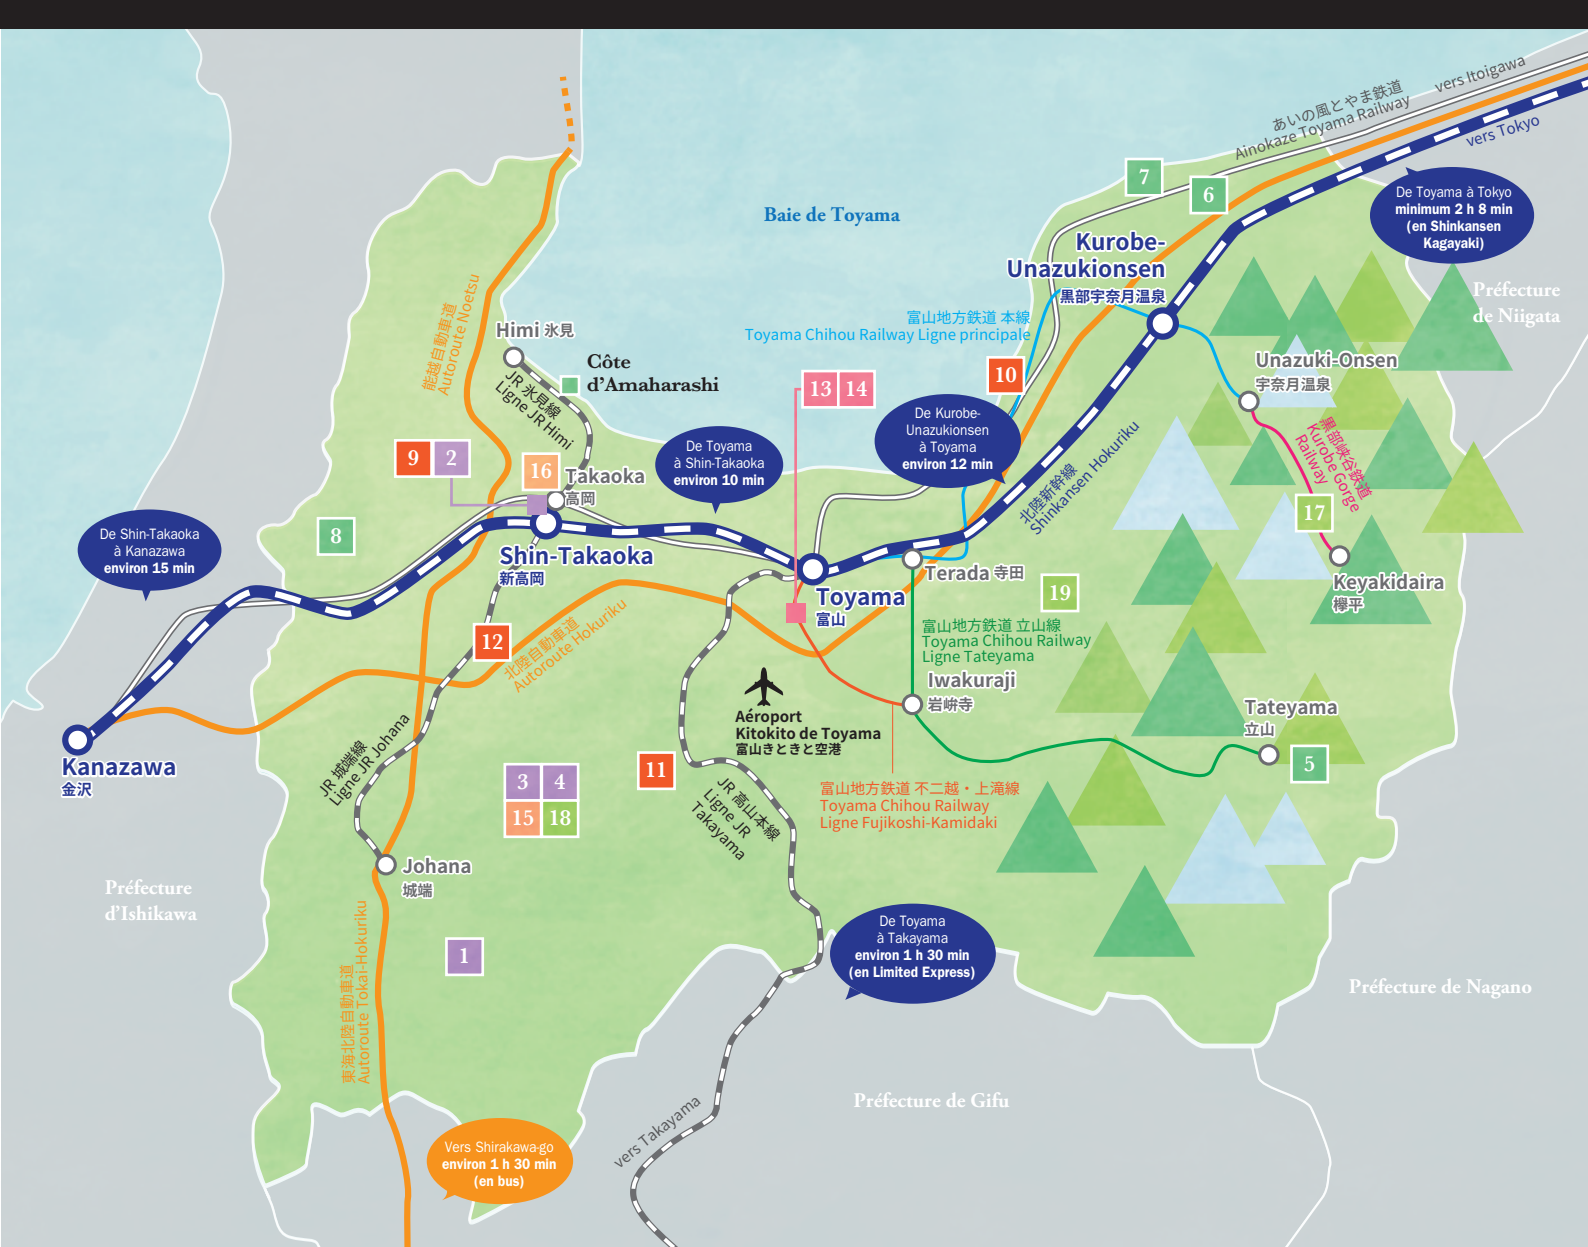 あいの風とやま鉄道
Ainokaze Toyama Railway
vers Itoigawa
vers Tokyo
De Toyama à Tokyo
minimum 2 h 8 min
(en Shinkansen
Kagayaki)
Préfecture
de Niigata
Baie de Toyama
7
6
Kurobe-
Unazukionsen
黒部宇奈月温泉
富山地方鉄道 本線
Toyama Chihou Railway Ligne principale
能越自動車道
Autoroute Noetsu
Himi 氷見
JR 氷見線
Ligne JR Himi
Côte
d’Amaharashi
13 14
10
Unazuki-Onsen
宇奈月温泉
黒部峡谷鉄道
Kurobe Gorge
Railway
17
Keyakidaira
欅平
9 2
16
Takaoka
高岡
De Toyama
à Shin-Takaoka
environ 10 min
De Kurobe-
Unazukionsen
à Toyama
environ 12 min
北陸新幹線
Shinkansen Hokuriku
8
De Shin-Takaoka
à Kanazawa
environ 15 min
Shin-Takaoka
新高岡
Toyama
富山
Terada 寺田
19
富山地方鉄道 立山線
Toyama Chihou Railway
Ligne Tateyama
12
北陸自動車道
Autoroute Hokuriku
Iwakuraji
岩峅寺
Tateyama
立山
5
Aéroport
Kitokito de Toyama
富山きときと空港
Kanazawa
金沢
JR 城端線
Ligne JR Johana
3 4
15 18
11
JR 高山本線
Ligne JR
Takayama
富山地方鉄道 不二越・上滝線
Toyama Chihou Railway
Ligne Fujikoshi-Kamidaki
Johana
城端
Préfecture
d’Ishikawa
東海北陸自動車道
Autoroute Tokai-Hokuriku
1
De Toyama
à Takayama
environ 1 h 30 min
(en Limited Express)
Préfecture de Nagano
Préfecture de Gifu
vers Takayama
Vers Shirakawa-go
environ 1 h 30 min
(en bus)